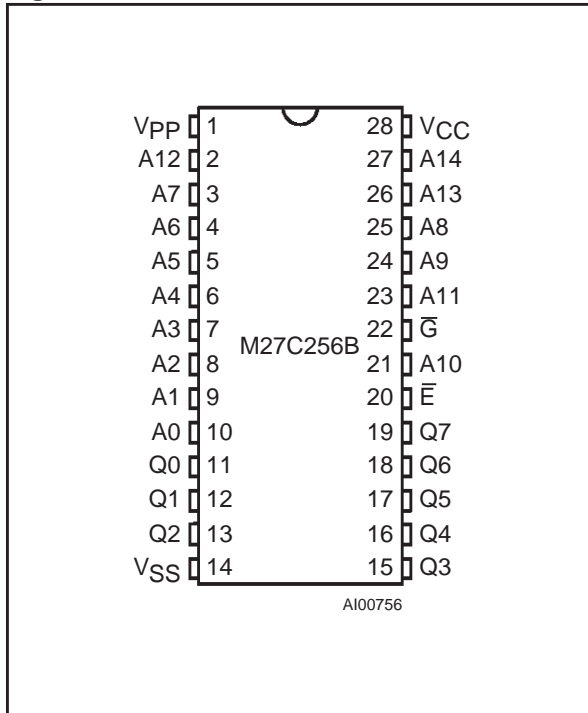 VPP 1 28 VCC
A12 2 27 A14
A7 3 26 A13
A6 4 25 A8
A5 5 24 A9
A4 6 23 A11
A3 7 22 G̅
M27C256B
A2 8 21 A10
A1 9 20 E̅
A0 10 19 Q7
Q0 11 18 Q6
Q1 12 17 Q5
Q2 13 16 Q4
VSS 14 15 Q3
AI00756